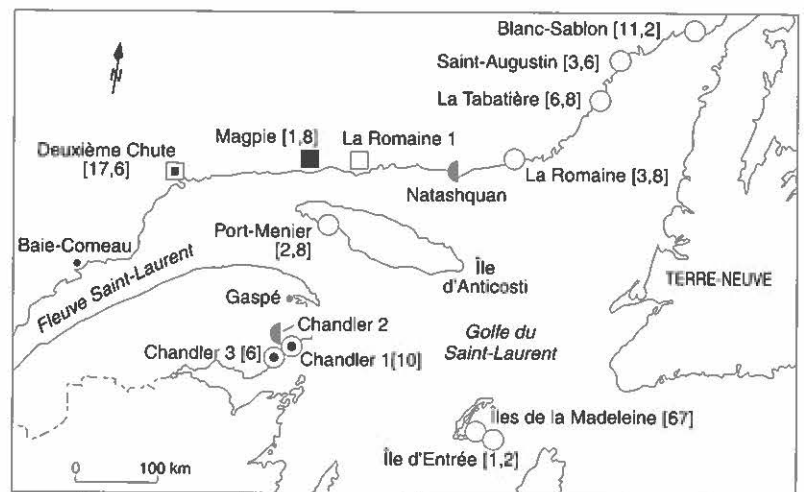 Blanc-Sablon [11,2]
Saint-Augustin [3,6]
La Tabatière [6,8]
N
Magpie [1,8]
La Romaine 1
Deuxième Chute
[17,6]
La Romaine [3,8]
Natashquan
Port-Menier
[2,8]
Baie-Comeau
Île
d'Anticosti
TERRE-NEUVE
Fleuve Saint-Laurent
Gaspé
Chandler 2
Golfe du
Saint-Laurent
Chandler 3 [6]
Chandler 1[10]
Îles de la Madeleine [67]
Île d'Entrée [1,2]
0 100 km